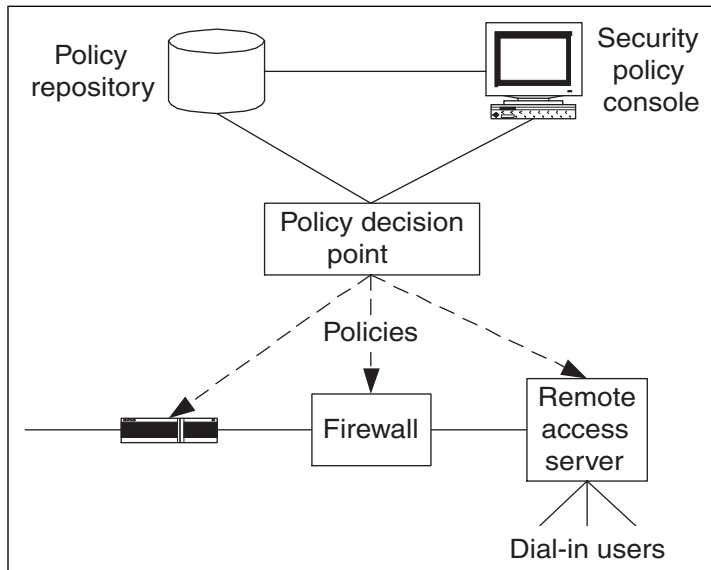 Policy
repository
Security
policy
console
Policy decision
point
Policies
Firewall
Remote
access
server
Dial-in users